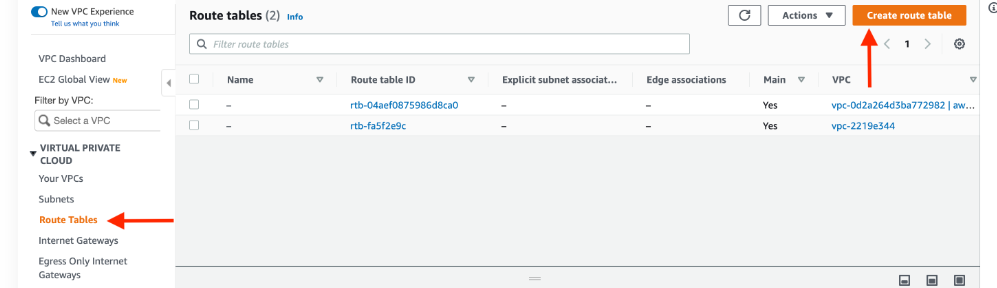 New VPC Experience
Tell us what you think
VPC Dashboard
EC2 Global View New
Filter by VPC:
Select a VPC
VIRTUAL PRIVATE
CLOUD
Your VPCs
Subnets
Route Tables
Internet Gateways
Egress Only Internet
Gateways
Route tables (2) Info
Actions
Create route table
Filter route tables
1
Name Route table ID Explicit subnet associat... Edge associations Main VPC
– rtb-04aef0875986d8ca0 – – Yes vpc-0d2a264d3ba772982 | aw...
– rtb-fa5f2e9c – – Yes vpc-2219e344